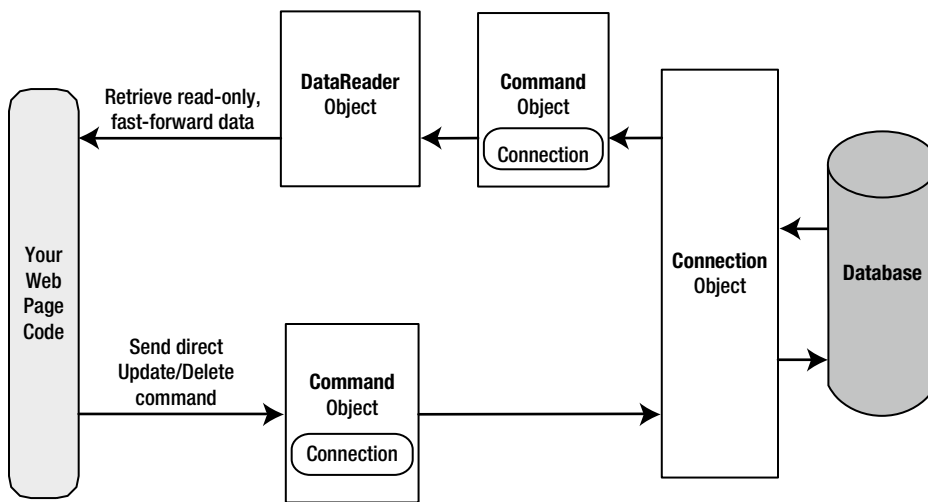 DataReader
Object
Command
Object
Connection
Retrieve read-only,
fast-forward data
Your
Web
Page
Code
Connection
Object
Database
Send direct
Update/Delete
command
Command
Object
Connection